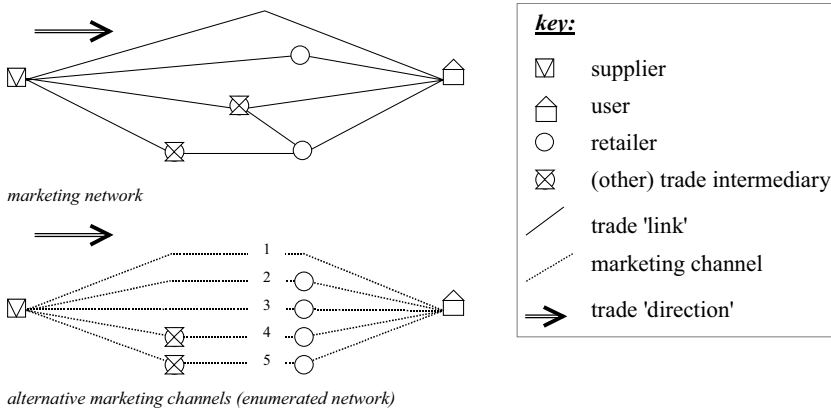 marketing network
1
2
3
4
5
alternative marketing channels (enumerated network)
key:
supplier
user
retailer
(other) trade intermediary
trade 'link'
marketing channel
trade 'direction'